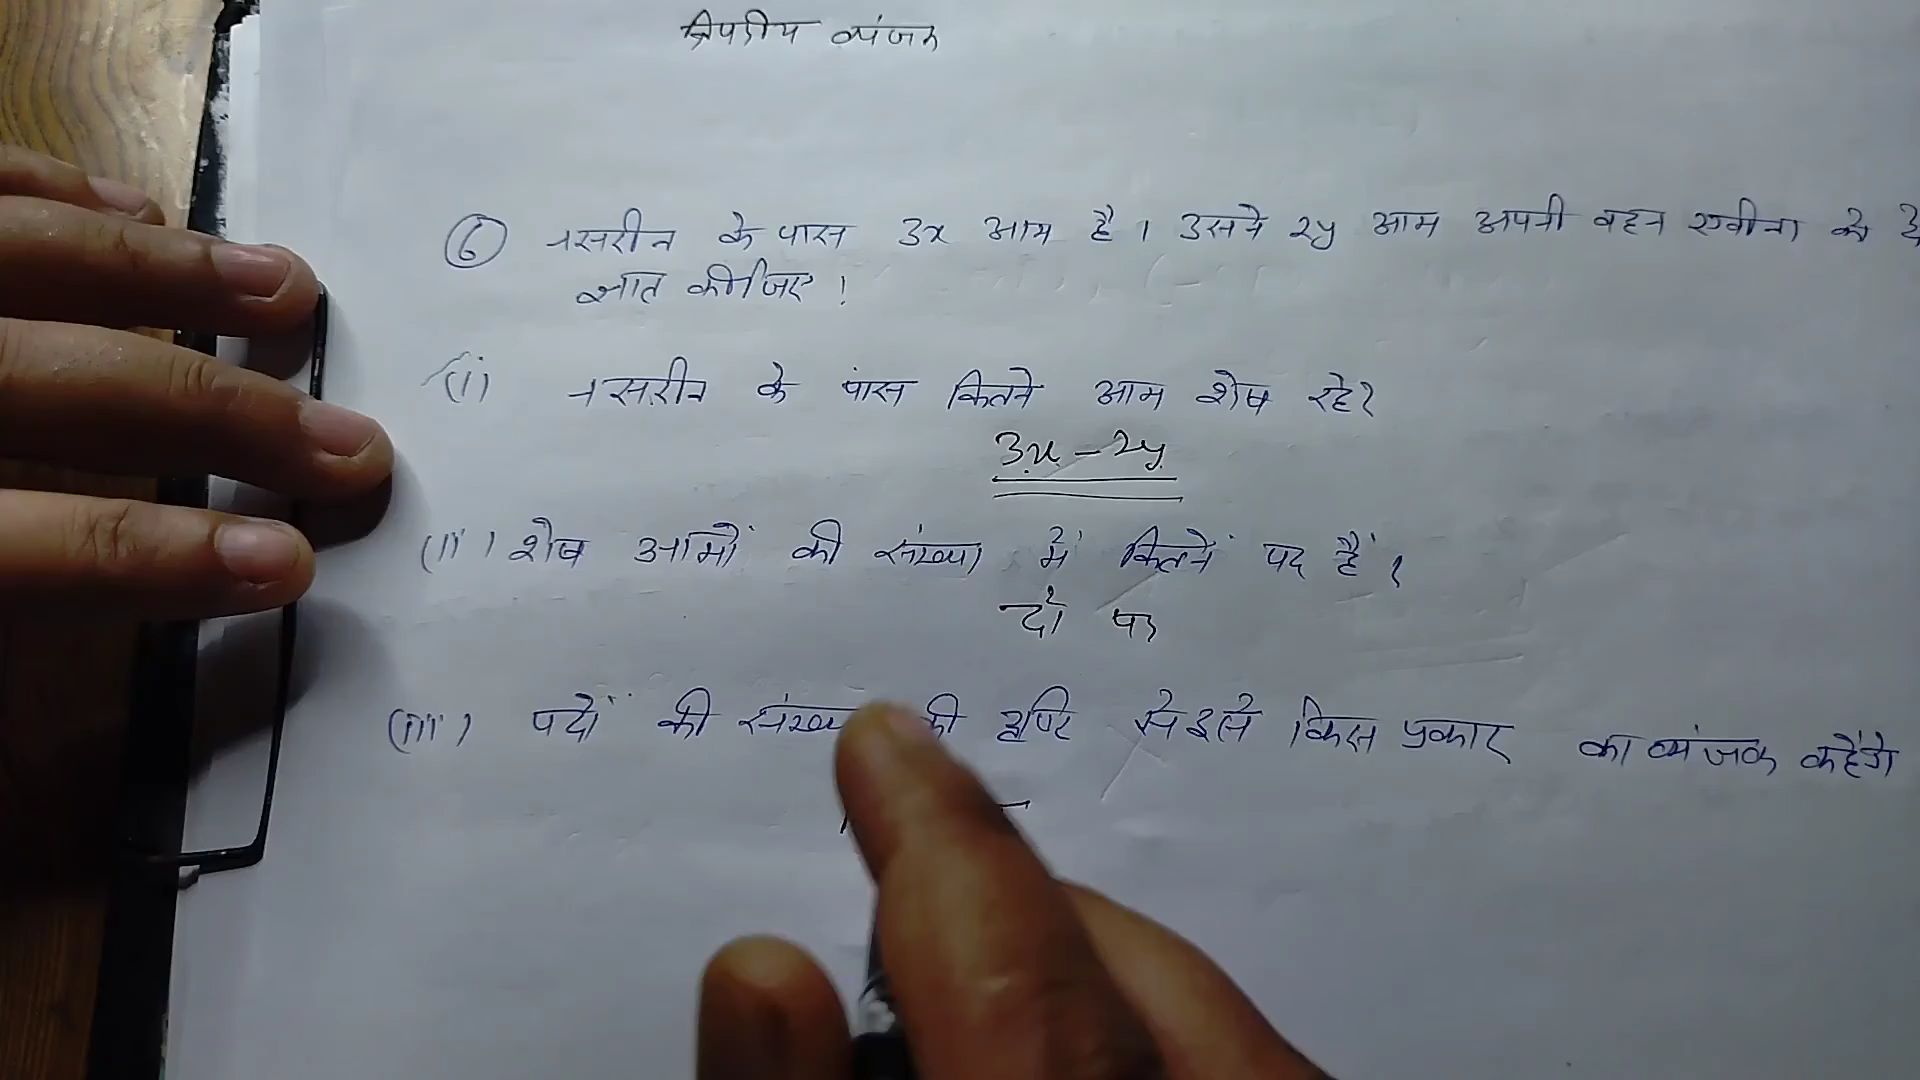 त्रिपदीय व्यंजक
6 नसरीन के पास 3x आम है। उसने 2y आम अपनी बहन रवीना को
ज्ञात कीजिए!
(i) नसरीन के पास कितने आम शेष रहे?
3x - 2y
(ii) शेष आमों की संख्या में कितनें पद हैं?
दो पद
(iii) पदों की संख्या की दृष्टि से इसे किस प्रकार का व्यंजक कहेंगे